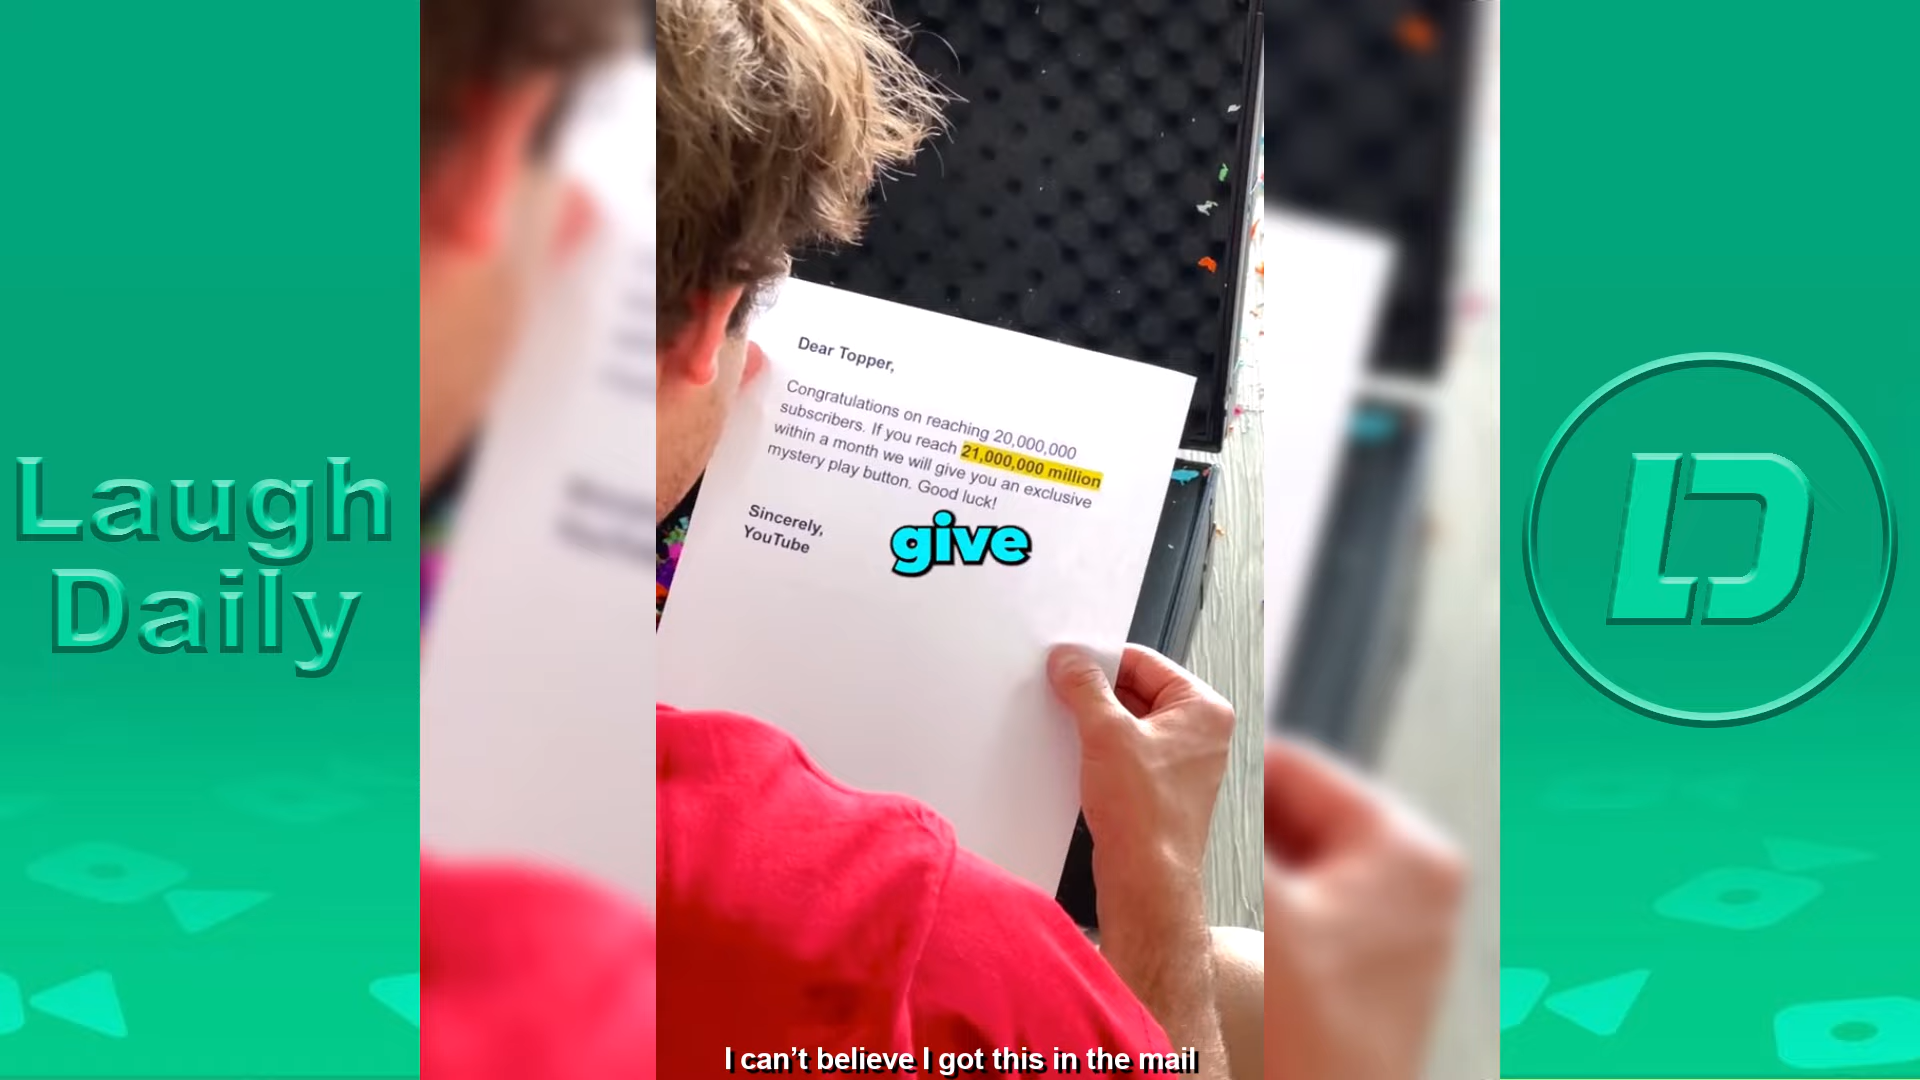 Laugh
Daily
Dear Topper,
Congratulations on reaching 20,000,000
subscribers. If you reach 21,000,000 million
within a month we will give you an exclusive
mystery play button. Good luck!
Sincerely,
YouTube
give
LD
I can’t believe I got this in the mail